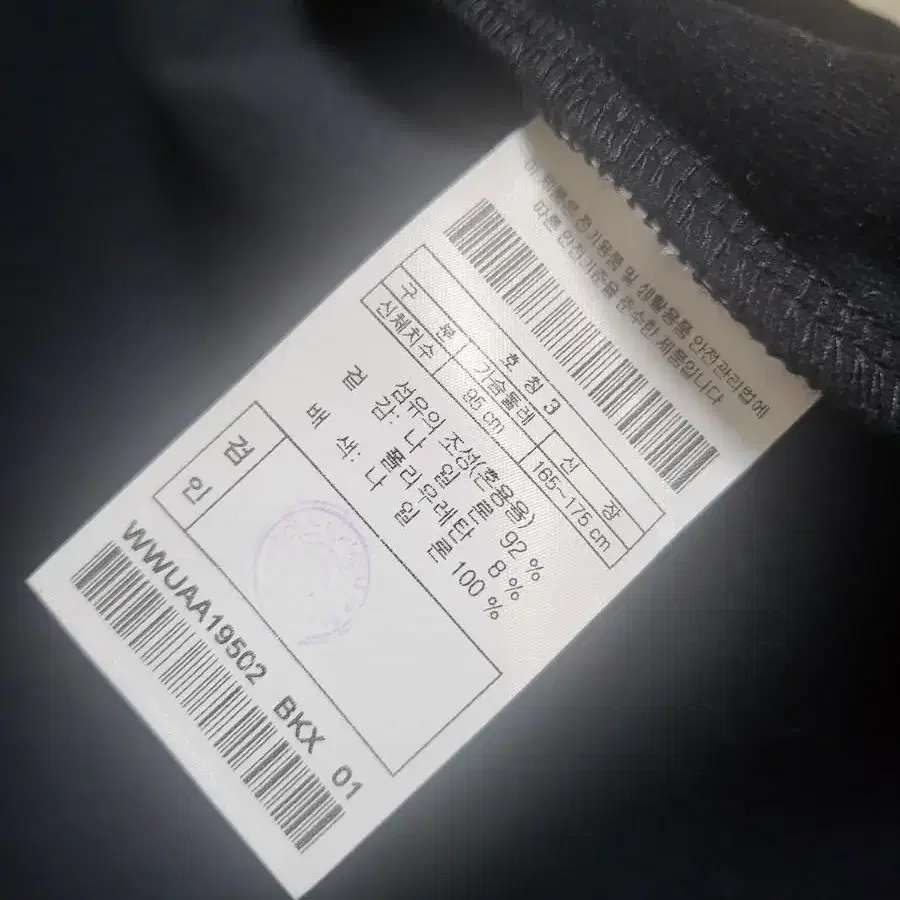 이 제품은 전기용품 및 생활용품 안전관리법에
따른 안전기준을 준수한 제품입니다
호 칭 3
구 분 가슴둘레 신 장
신체치수 95 cm 165~175 cm
섬유의 조성(혼용율)
겉 감: 나 일 론 92 %
폴리우레탄 8 %
배 색: 나 일 론 100 %
검 인
WWUAA19502 BKX 01